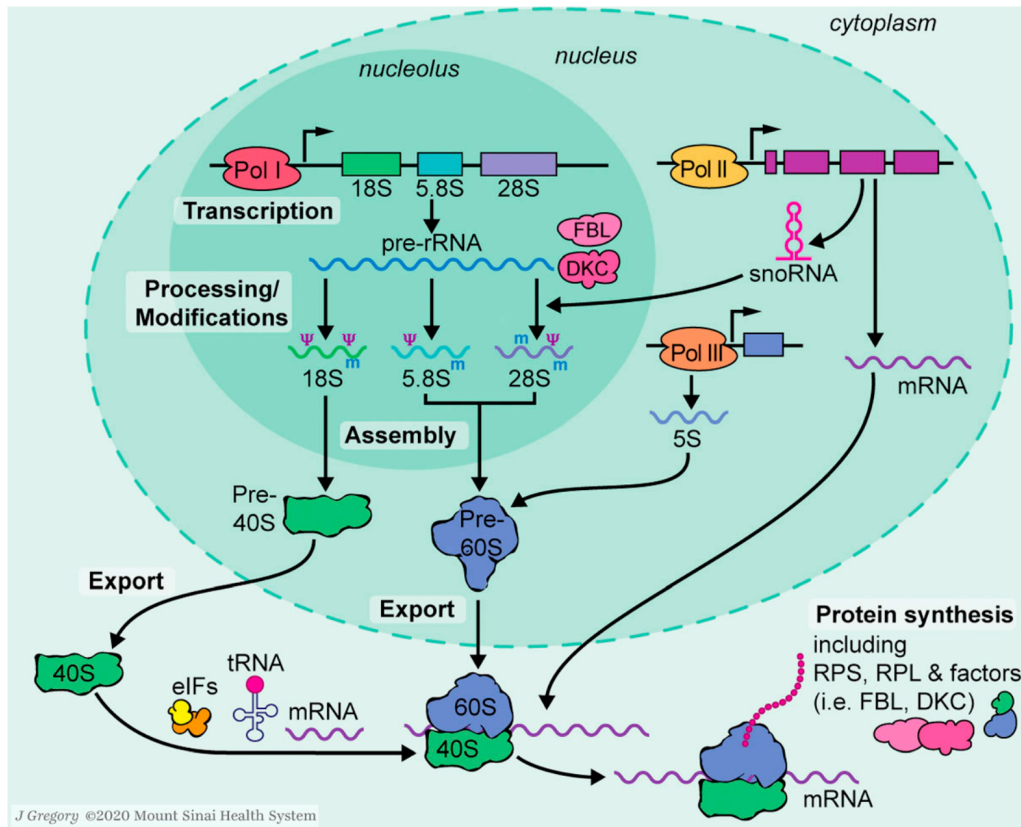 cytoplasm
nucleus
nucleolus
Pol I
18S
5.8S
28S
Transcription
pre-rRNA
FBL
DKC
Pol II
snoRNA
Processing/
Modifications
Ψ
Ψ
m
18S
Ψ
m
5.8S
m
Ψ
m
28S
Pol III
5S
mRNA
Assembly
Pre-
40S
Pre-
60S
Export
Export
40S
eIFs
tRNA
mRNA
60S
40S
Protein synthesis
including
RPS, RPL & factors
(i.e. FBL, DKC)
mRNA
J Gregory ©2020 Mount Sinai Health System